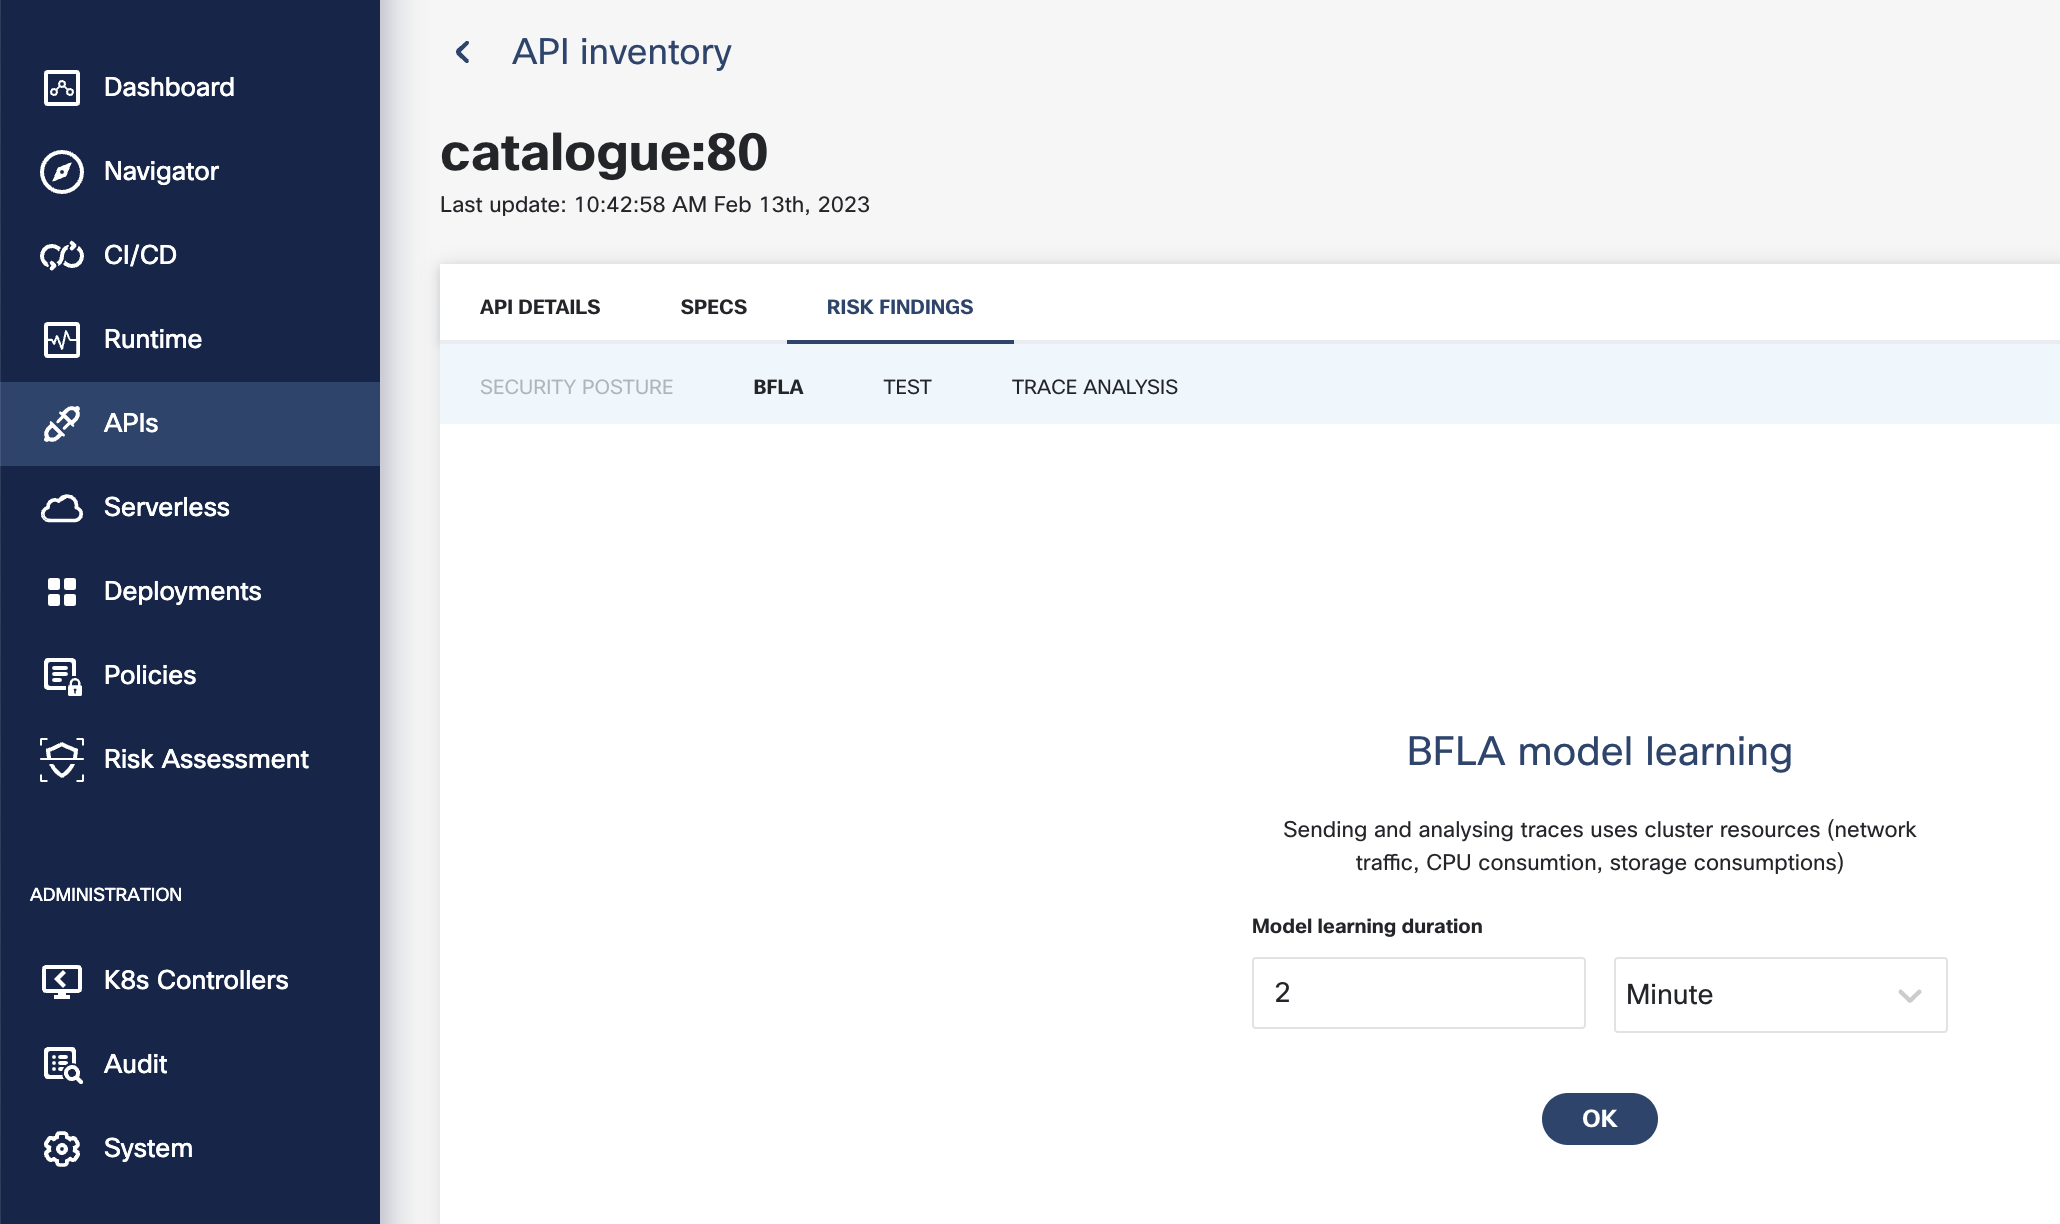 Dashboard
Navigator
CI/CD
Runtime
APIs
Serverless
Deployments
Policies
Risk Assessment
ADMINISTRATION
K8s Controllers
Audit
System
API inventory
catalogue:80
Last update: 10:42:58 AM Feb 13th, 2023
API DETAILS SPECS RISK FINDINGS
SECURITY POSTURE BFLA TEST TRACE ANALYSIS
BFLA model learning
Sending and analysing traces uses cluster resources (network
traffic, CPU consumtion, storage consumptions)
Model learning duration
2 Minute
OK